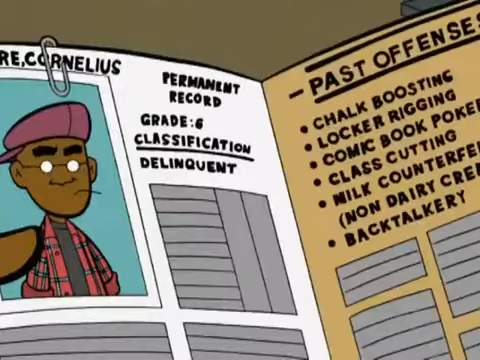 RE, CORNELIUS
PERMANENT
RECORD
GRADE: 6
CLASSIFICATION
DELINQUENT
- PAST OFFENSES
• CHALK BOOSTING
• LOCKER RIGGING
• COMIC BOOK POKER
• CLASS CUTTING
• MILK COUNTERFE
(NON DAIRY CREE
• BACKTALKERY